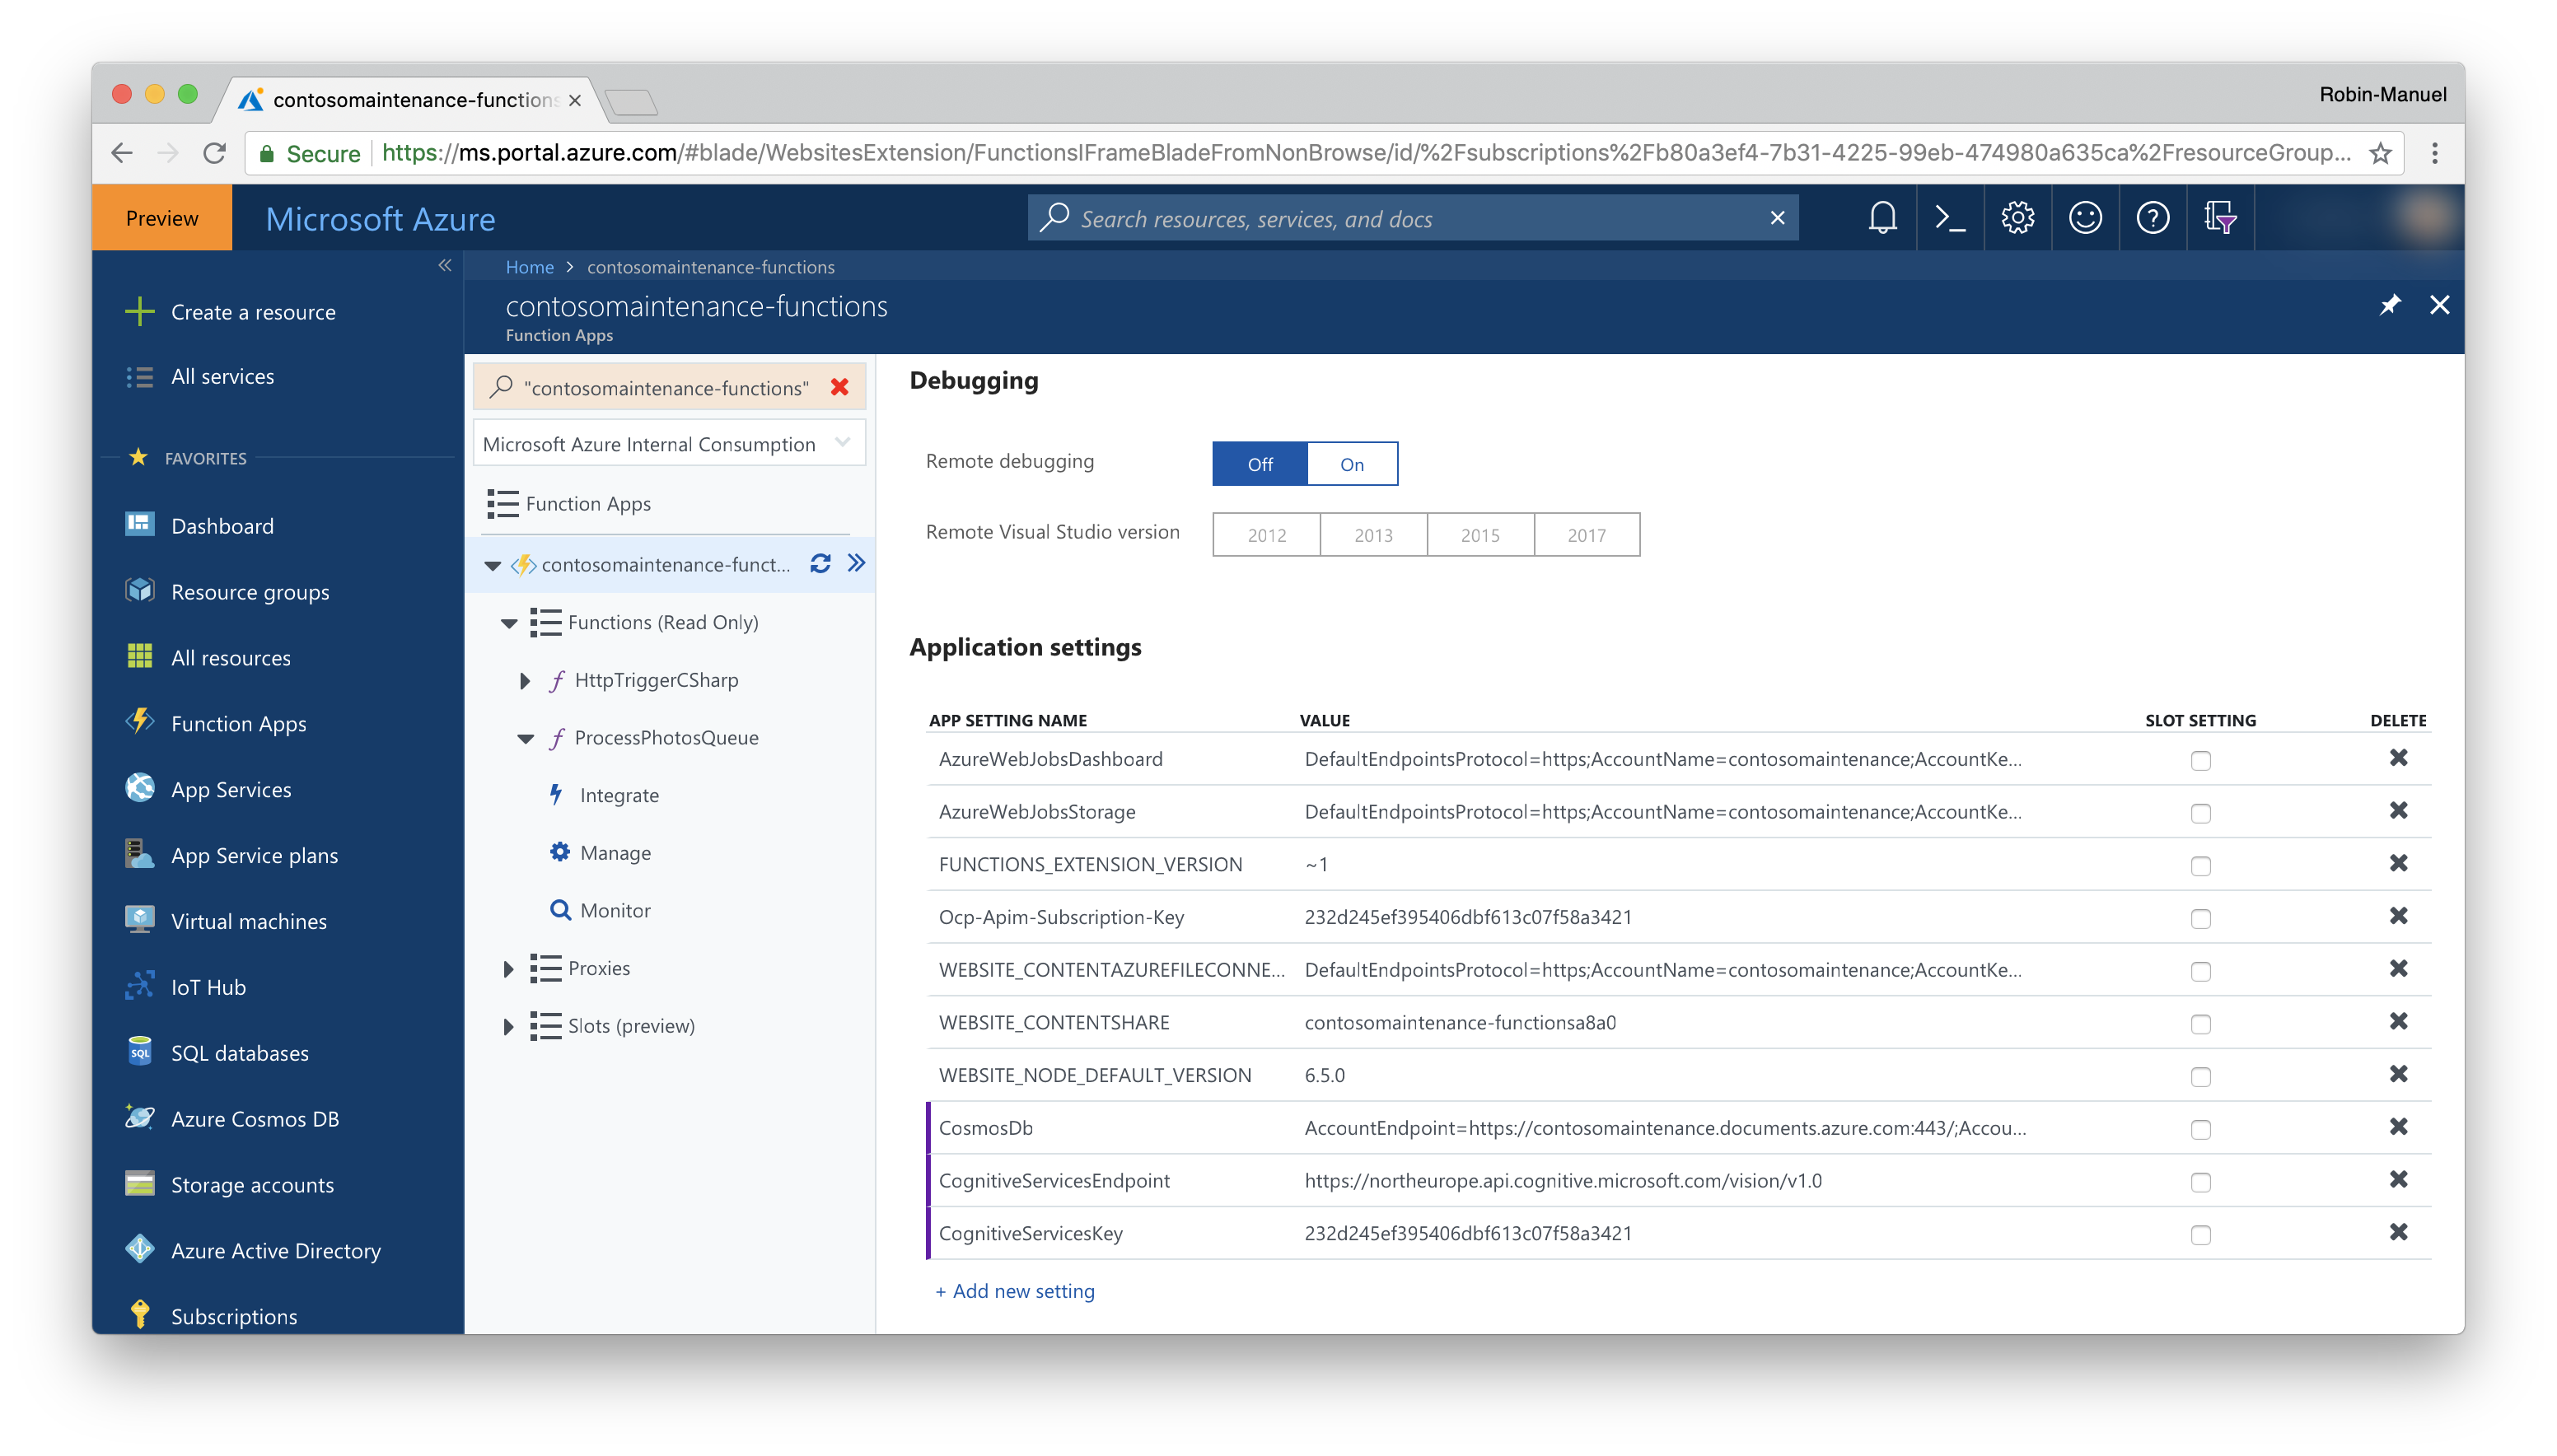 contosomaintenance-functions
Robin-Manuel
Secure https://ms.portal.azure.com/#blade/WebsitesExtension/FunctionsIFrameBladeFromNonBrowse/id/%2Fsubscriptions%2Fb80a3ef4-7b31-4225-99eb-474980a635ca%2FresourceGroup...
Preview
Microsoft Azure
Search resources, services, and docs
Home > contosomaintenance-functions
contosomaintenance-functions
Function Apps
Create a resource
All services
FAVORITES
Dashboard
Resource groups
All resources
Function Apps
App Services
App Service plans
Virtual machines
IoT Hub
SQL databases
Azure Cosmos DB
Storage accounts
Azure Active Directory
Subscriptions
"contosomaintenance-functions"
Microsoft Azure Internal Consumption
Function Apps
contosomaintenance-funct...
Functions (Read Only)
HttpTriggerCSharp
ProcessPhotosQueue
Integrate
Manage
Monitor
Proxies
Slots (preview)
Debugging
Remote debugging Off On
Remote Visual Studio version 2012 2013 2015 2017
Application settings
APP SETTING NAME VALUE SLOT SETTING DELETE
AzureWebJobsDashboard DefaultEndpointsProtocol=https;AccountName=contosomaintenance;AccountKe...
AzureWebJobsStorage DefaultEndpointsProtocol=https;AccountName=contosomaintenance;AccountKe...
FUNCTIONS_EXTENSION_VERSION ~1
Ocp-Apim-Subscription-Key 232d245ef395406dbf613c07f58a3421
WEBSITE_CONTENTAZUREFILECONNE... DefaultEndpointsProtocol=https;AccountName=contosomaintenance;AccountKe...
WEBSITE_CONTENTSHARE contosomaintenance-functionsa8a0
WEBSITE_NODE_DEFAULT_VERSION 6.5.0
CosmosDb AccountEndpoint=https://contosomaintenance.documents.azure.com:443/;Accou...
CognitiveServicesEndpoint https://northeurope.api.cognitive.microsoft.com/vision/v1.0
CognitiveServicesKey 232d245ef395406dbf613c07f58a3421
+ Add new setting